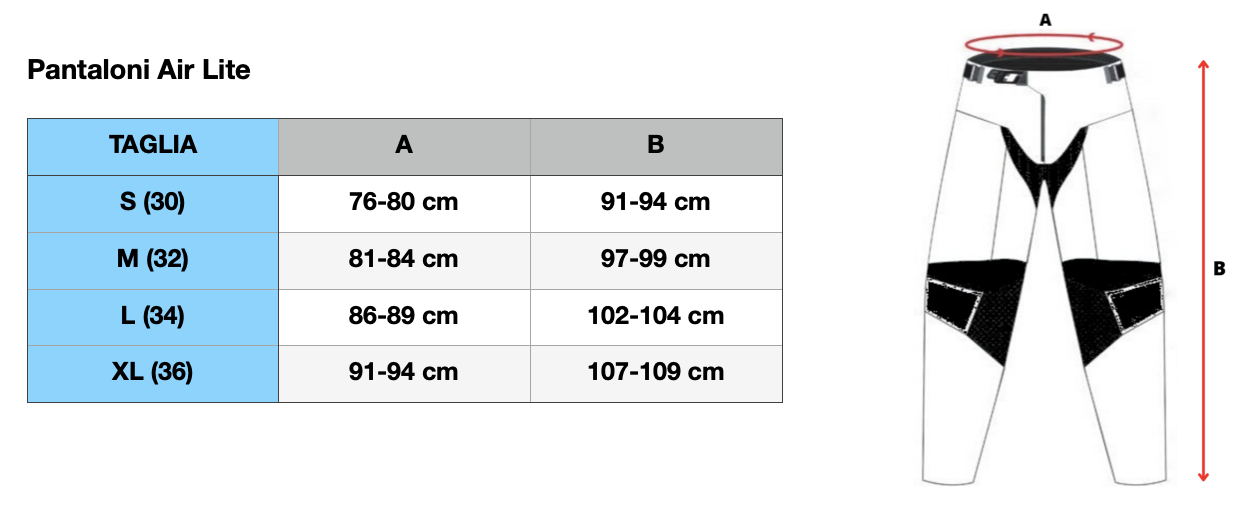 Pantaloni Air Lite
TAGLIA A B
S (30) 76-80 cm 91-94 cm
M (32) 81-84 cm 97-99 cm
L (34) 86-89 cm 102-104 cm
XL (36) 91-94 cm 107-109 cm
A
B